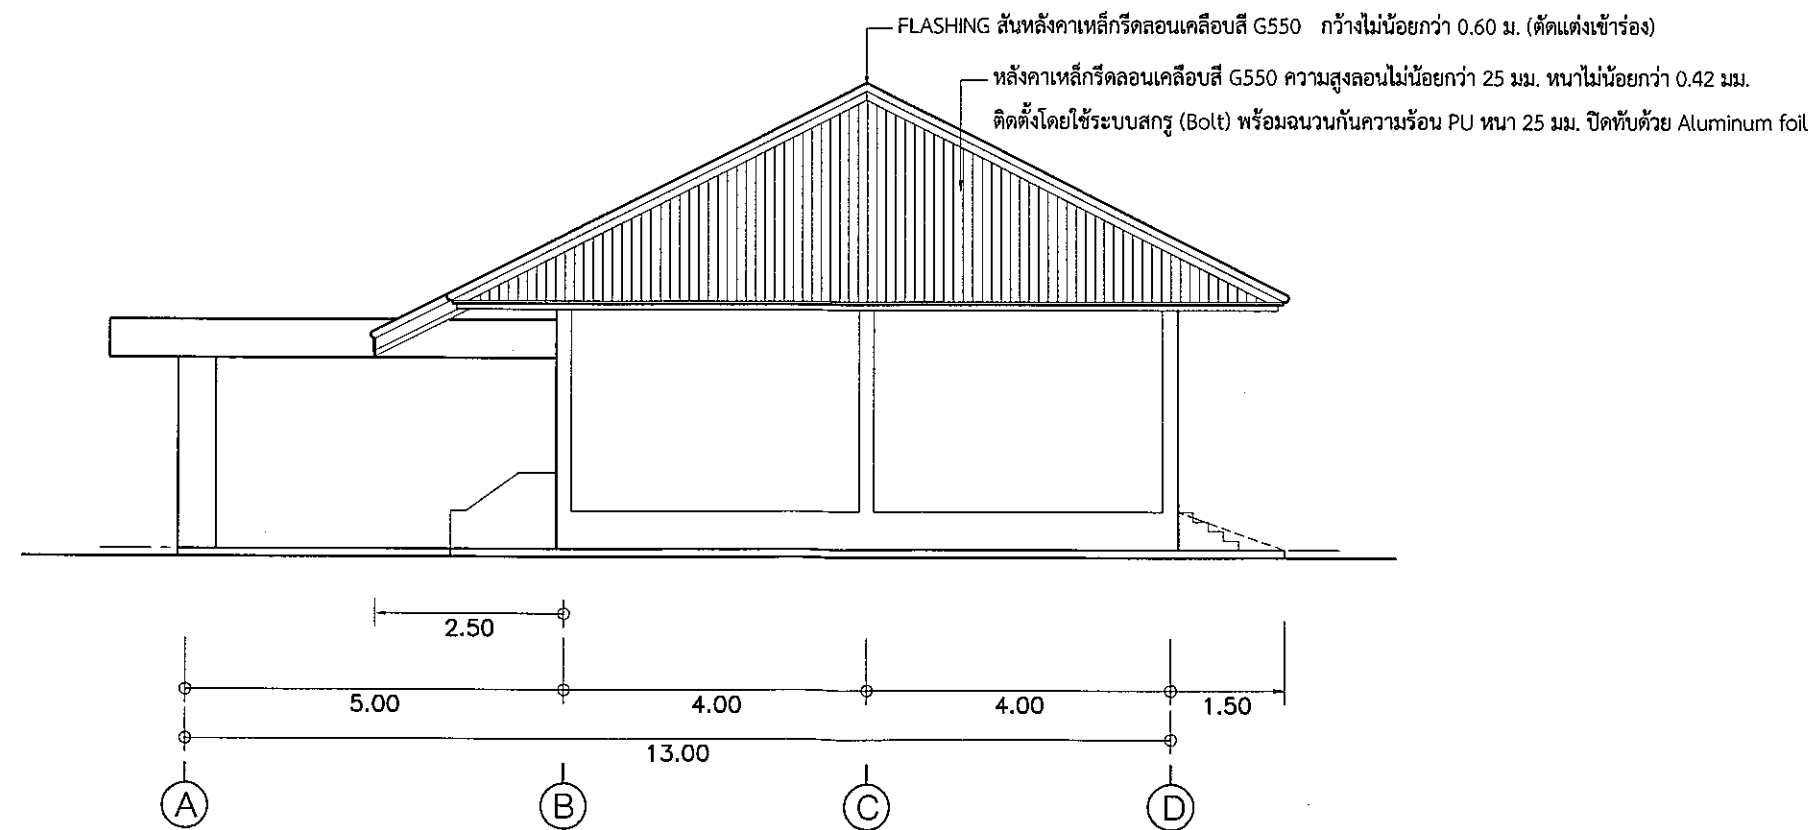 FLASHING สันหลังคาเหล็กรีดลอนเคลือบสี G550 กว้างไม่น้อยกว่า 0.60 ม. (ตัดแต่งเข้าร่อง)
หลังคาเหล็กรีดลอนเคลือบสี G550 ความสูงลอนไม่น้อยกว่า 25 มม. หนาไม่น้อยกว่า 0.42 มม.
ติดตั้งโดยใช้ระบบสกรู (Bolt) พร้อมฉนวนกันความร้อน PU หนา 25 มม. ปิดทับด้วย Aluminum foil
2.50
5.00 4.00 4.00 1.50
13.00
A B C D